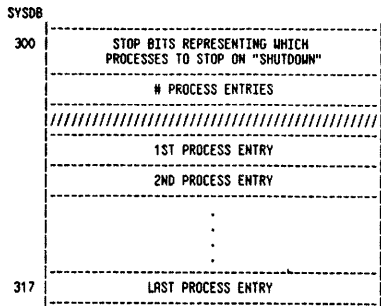 SYSDB
300 STOP BITS REPRESENTING WHICH
PROCESSES TO STOP ON "SHUTDOWN"
# PROCESS ENTRIES
1ST PROCESS ENTRY
2ND PROCESS ENTRY
.
.
.
.
317 LAST PROCESS ENTRY